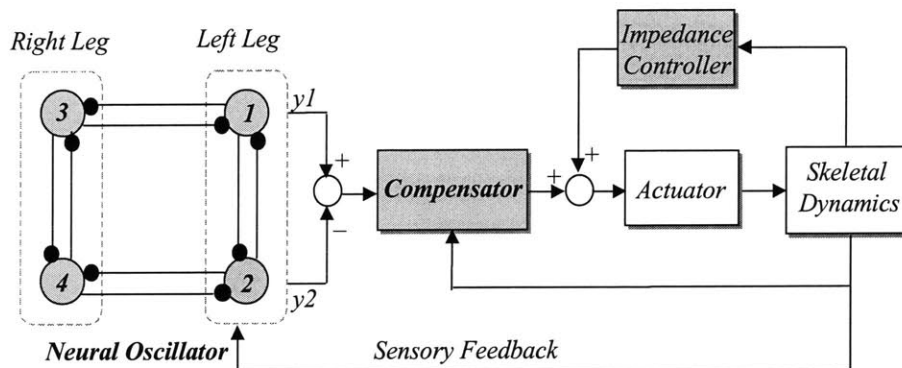 Right Leg
Left Leg
Impedance
Controller
3
1
y1
+
+
Compensator
+
Actuator
Skeletal
Dynamics
−
4
2
y2
Neural Oscillator
Sensory Feedback